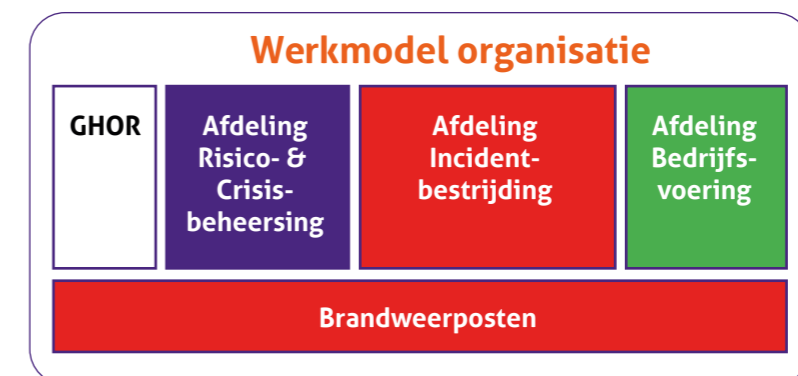 Werkmodel organisatie
GHOR
Afdeling
Risico- &
Crisis-
beheersing
Afdeling
Incident-
bestrijding
Afdeling
Bedrijfs-
voering
Brandweerposten